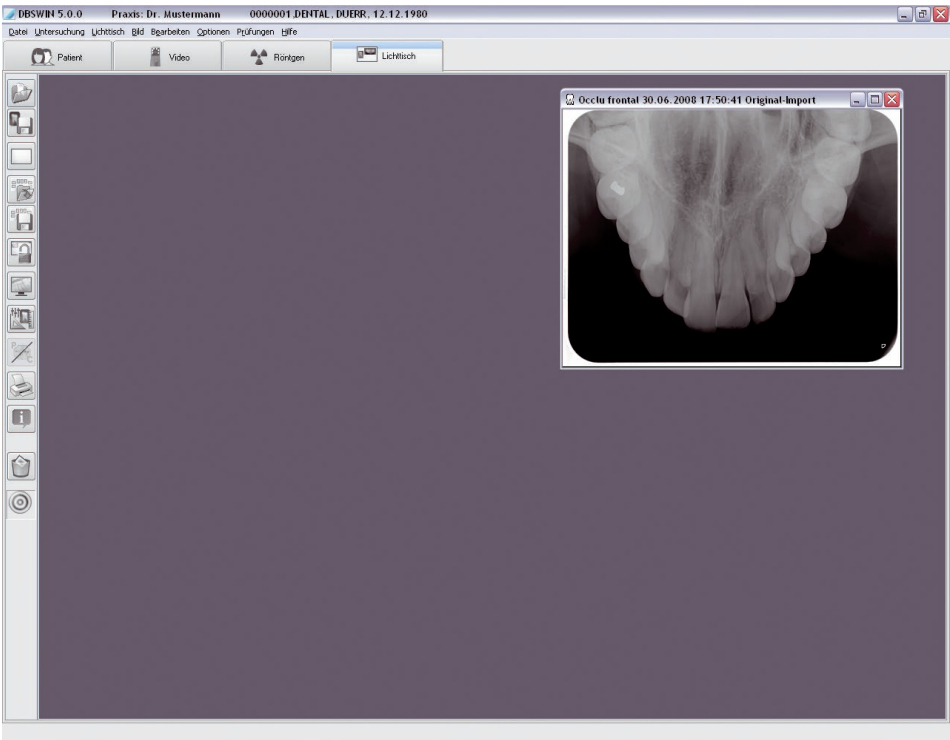 DBSWIN 5.0.0 Praxis: Dr. Mustermann 0000001,DENTAL, DUERR, 12.12.1980
Datei Untersuchung Lichttisch Bild Bearbeiten Optionen Prüfungen Hilfe
Patient Video Röntgen Lichttisch
Occlu frontal 30.06.2008 17:50:41 Original-Import